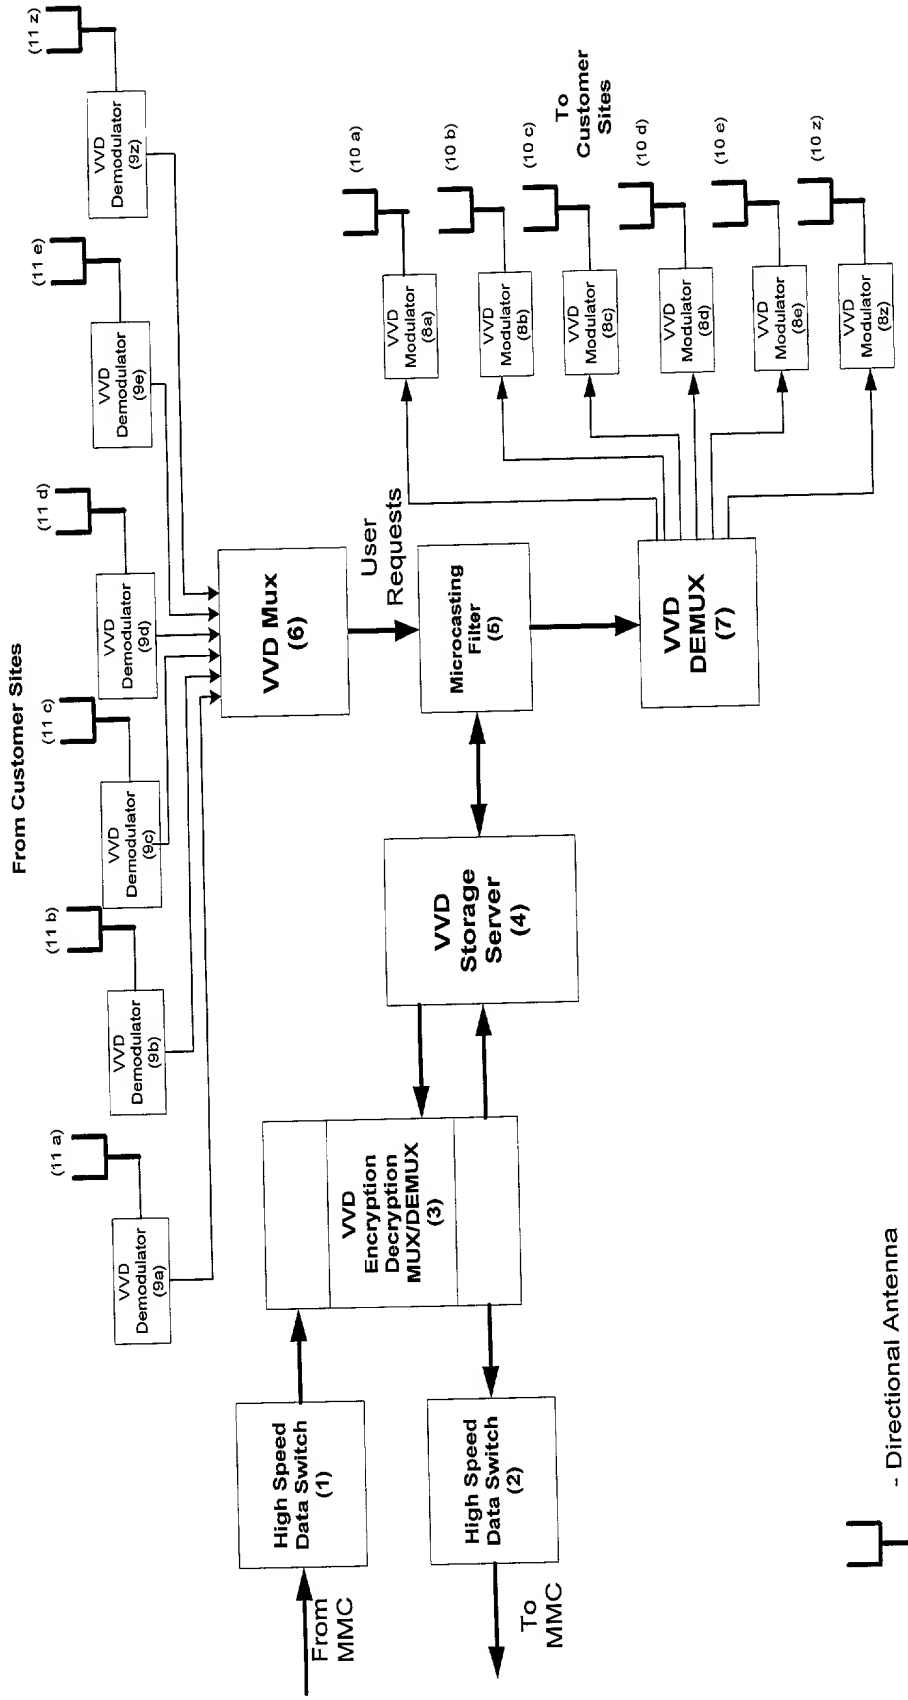 From Customer Sites
(11 a)
(11 b)
(11 c)
(11 d)
(11 e)
(11 z)
VVD
Demodulator
(9a)
VVD
Demodulator
(9b)
VVD
Demodulator
(9c)
VVD
Demodulator
(9d)
VVD
Demodulator
(9e)
VVD
Demodulator
(9z)
From
MMC
High Speed
Data Switch
(1)
To
MMC
High Speed
Data Switch
(2)
VVD
Encryption
Decryption
MUX/DEMUX
(3)
VVD
Storage
Server
(4)
VVD Mux
(6)
User
Requests
Microcasting
Filter
(5)
VVD
DEMUX
(7)
VVD
Modulator
(8a)
VVD
Modulator
(8b)
VVD
Modulator
(8c)
VVD
Modulator
(8d)
VVD
Modulator
(8e)
VVD
Modulator
(8z)
(10 a)
(10 b)
(10 c)
(10 d)
(10 e)
(10 z)
To
Customer
Sites
- Directional Antenna